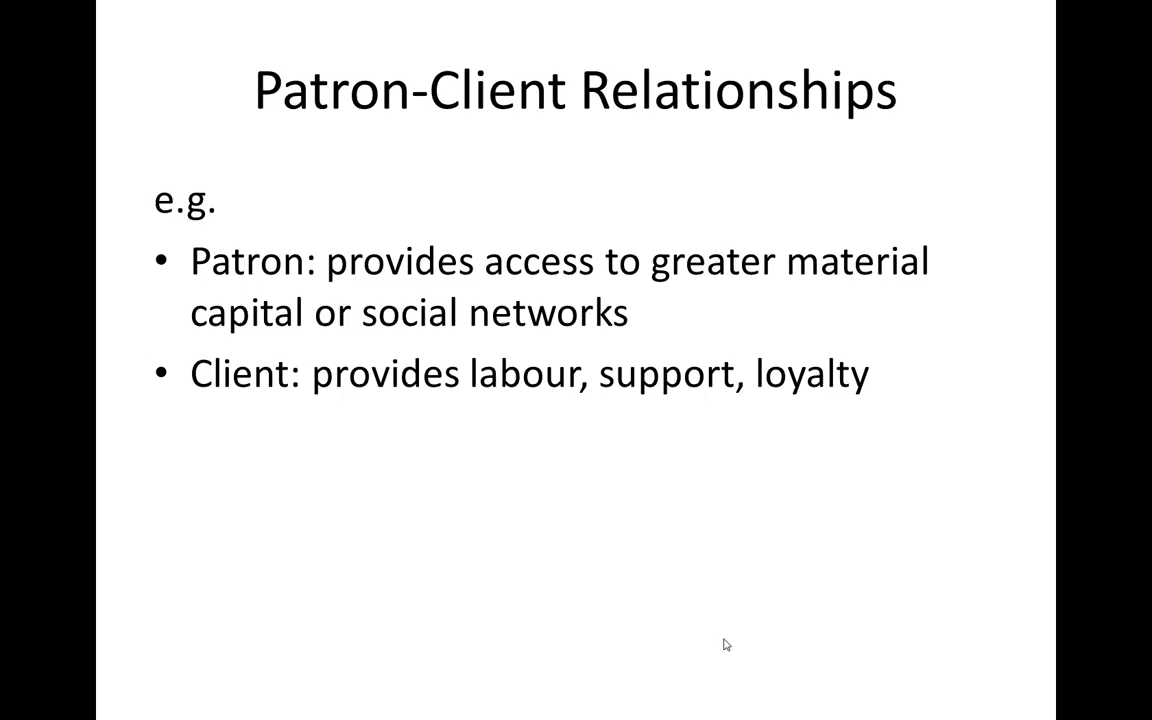 Patron-Client Relationships
e.g.
• Patron: provides access to greater material
capital or social networks
• Client: provides labour, support, loyalty